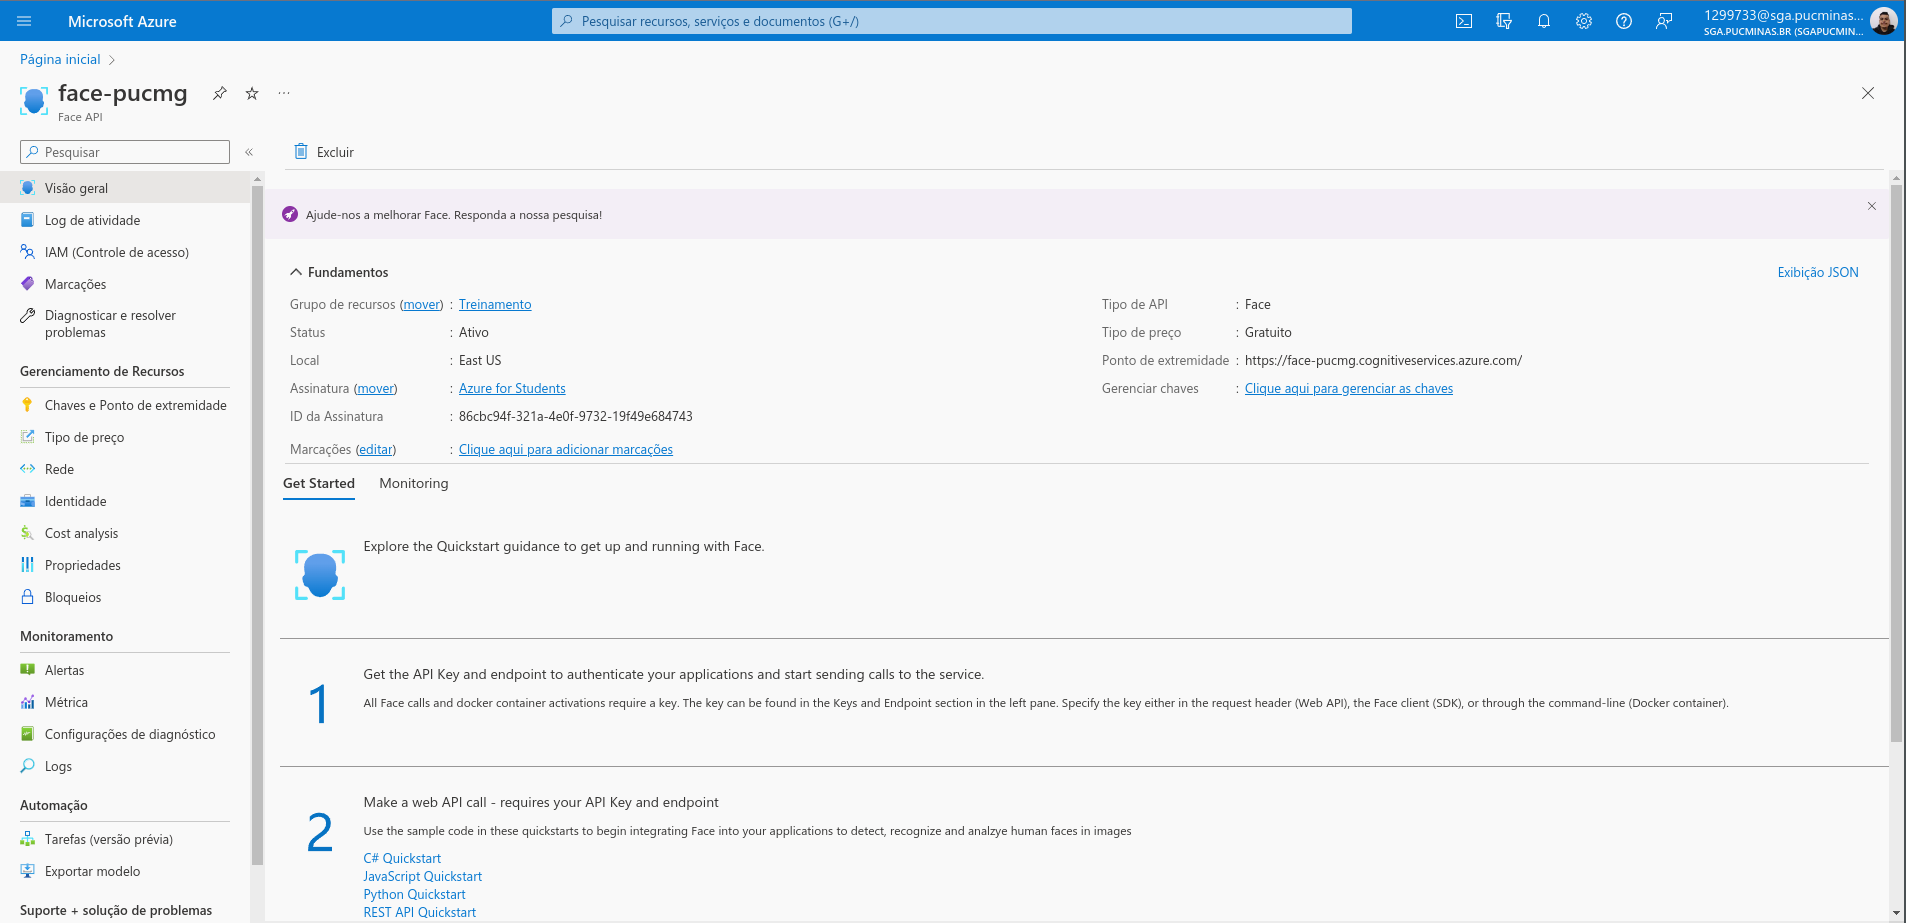 Microsoft Azure
Pesquisar recursos, serviços e documentos (G+/)
1299733@sga.pucminas...
SGA.PUCMINAS.BR (SGAPUCMIN...
Página inicial
face-pucmg
Face API
Pesquisar
«
Excluir
Visão geral
Log de atividade
IAM (Controle de acesso)
Marcações
Diagnosticar e resolver
problemas
Gerenciamento de Recursos
Chaves e Ponto de extremidade
Tipo de preço
Rede
Identidade
Cost analysis
Propriedades
Bloqueios
Monitoramento
Alertas
Métrica
Configurações de diagnóstico
Logs
Automação
Tarefas (versão prévia)
Exportar modelo
Suporte + solução de problemas
Ajude-nos a melhorar Face. Responda a nossa pesquisa!
Fundamentos
Exibição JSON
Grupo de recursos (mover) : Treinamento
Status : Ativo
Local : East US
Assinatura (mover) : Azure for Students
ID da Assinatura : 86cbc94f-321a-4e0f-9732-19f49e684743
Marcações (editar) : Clique aqui para adicionar marcações
Tipo de API : Face
Tipo de preço : Gratuito
Ponto de extremidade : https://face-pucmg.cognitiveservices.azure.com/
Gerenciar chaves : Clique aqui para gerenciar as chaves
Get Started Monitoring
Explore the Quickstart guidance to get up and running with Face.
1
Get the API Key and endpoint to authenticate your applications and start sending calls to the service.
All Face calls and docker container activations require a key. The key can be found in the Keys and Endpoint section in the left pane. Specify the key either in the request header (Web API), the Face client (SDK), or through the command-line (Docker container).
2
Make a web API call - requires your API Key and endpoint
Use the sample code in these quickstarts to begin integrating Face into your applications to detect, recognize and analzye human faces in images
C# Quickstart
JavaScript Quickstart
Python Quickstart
REST API Quickstart